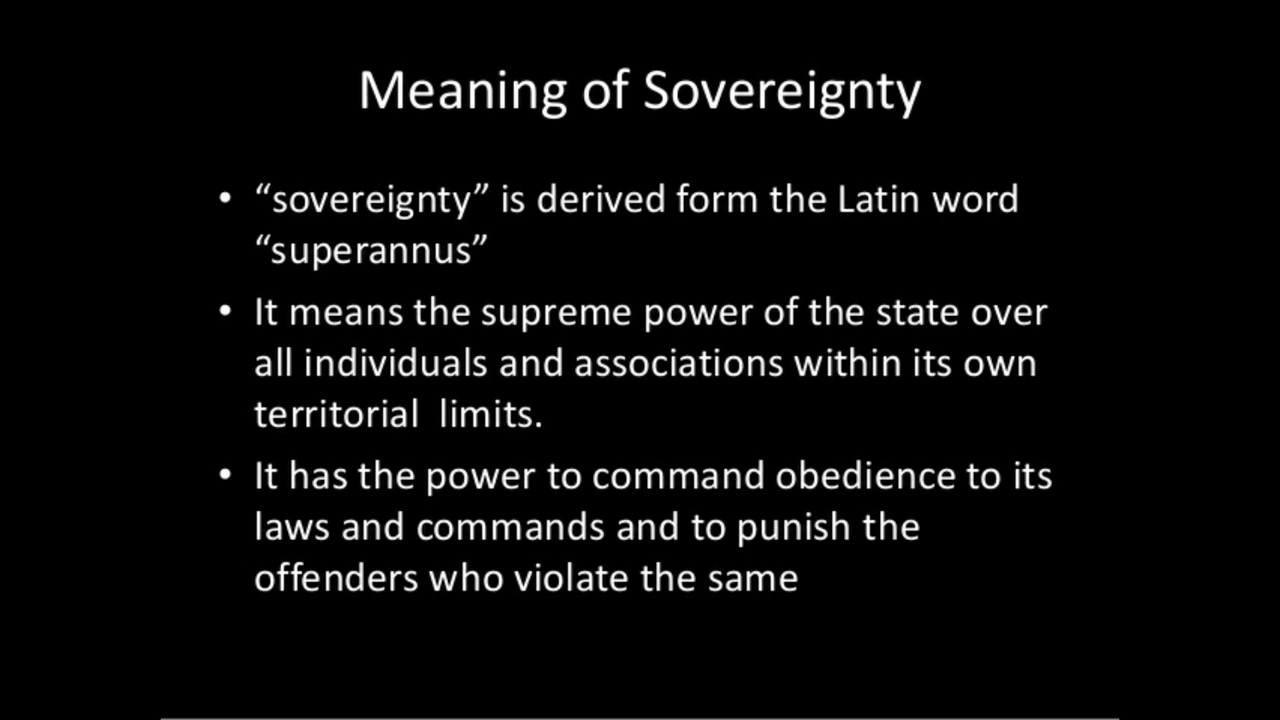 Meaning of Sovereignty
• “sovereignty” is derived form the Latin word
“superannus”
• It means the supreme power of the state over
all individuals and associations within its own
territorial  limits.
• It has the power to command obedience to its
laws and commands and to punish the
offenders who violate the same